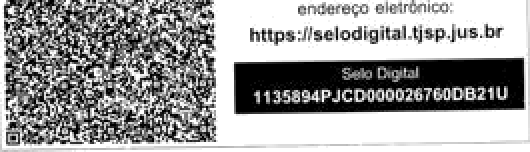 endereço eletrônico:
https://selodigital.tjsp.jus.br
Selo Digital
1135894PJCD000026760DB21U